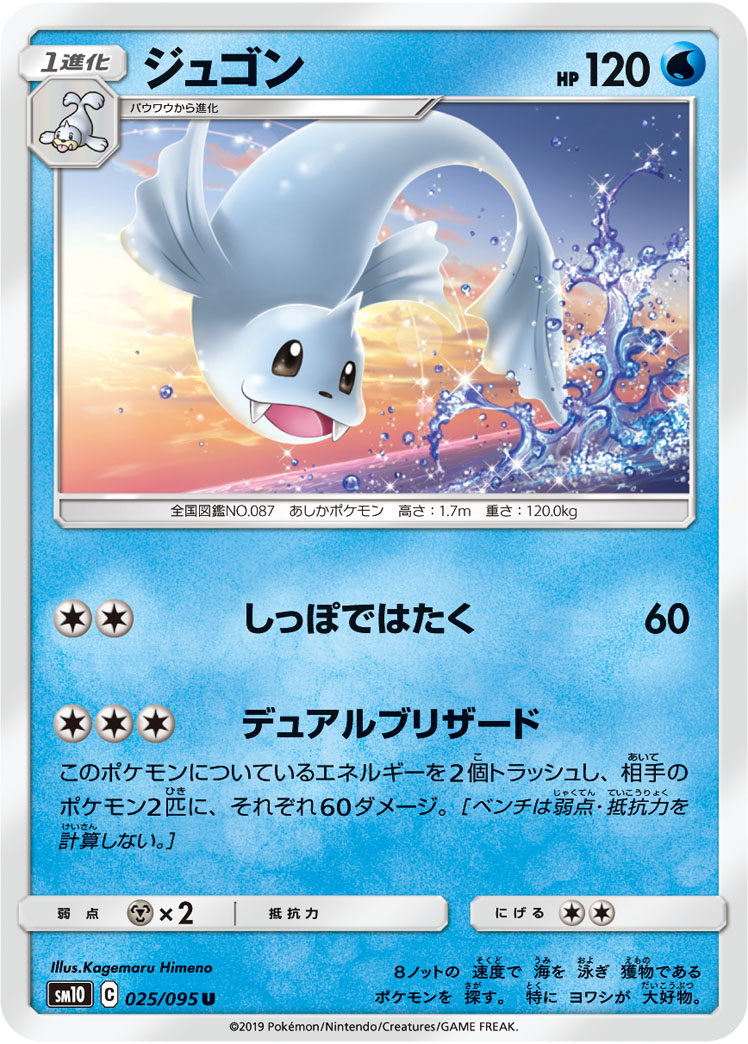 1進化 ジュゴン HP 120
パウワウから進化
全国図鑑NO.087 あしかポケモン 高さ:1.7m 重さ:120.0kg
しっぽではたく 60
デュアルブリザード
このポケモンについているエネルギーを2個トラッシュし、相手の
ポケモン2匹に、それぞれ60ダメージ。[ベンチは弱点・抵抗力を
計算しない。]
弱点 ×2 抵抗力 にげる
Illus.Kagemaru Himeno
SM10 C 025/095 U
8ノットの 速度で 海を 泳ぎ 獲物である
ポケモンを 探す。 特に ヨワシが 大好物。
©2019 Pokémon/Nintendo/Creatures/GAME FREAK.